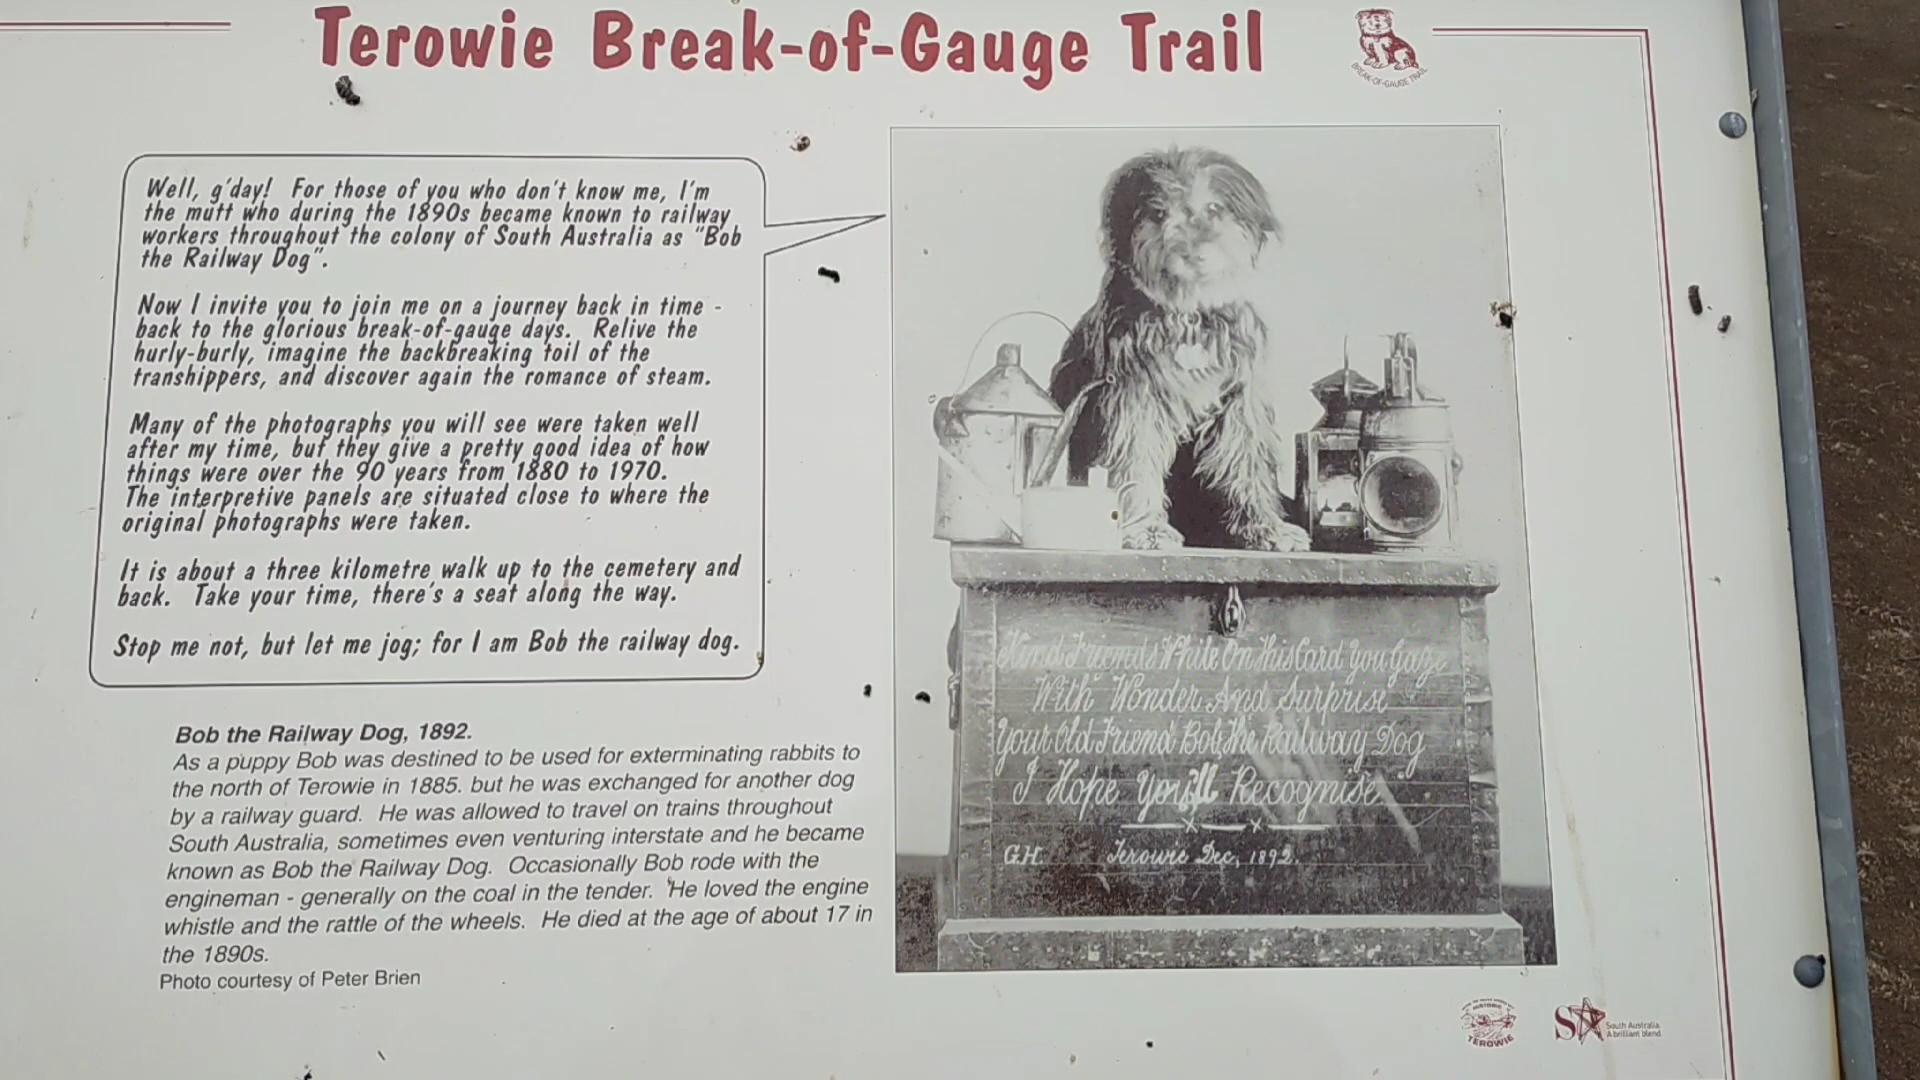 Terowie Break-of-Gauge Trail
BREAK-OF-GAUGE TRAIL
Well, g'day! For those of you who don't know me, I'm
the mutt who during the 1890s became known to railway
workers throughout the colony of South Australia as "Bob
the Railway Dog".
Now I invite you to join me on a journey back in time -
back to the glorious break-of-gauge days. Relive the
hurly-burly, imagine the backbreaking toil of the
transhippers, and discover again the romance of steam.
Many of the photographs you will see were taken well
after my time, but they give a pretty good idea of how
things were over the 90 years from 1880 to 1970.
The interpretive panels are situated close to where the
original photographs were taken.
It is about a three kilometre walk up to the cemetery and
back. Take your time, there's a seat along the way.
Stop me not, but let me jog; for I am Bob the railway dog.
Bob the Railway Dog, 1892.
As a puppy Bob was destined to be used for exterminating rabbits to
the north of Terowie in 1885. but he was exchanged for another dog
by a railway guard. He was allowed to travel on trains throughout
South Australia, sometimes even venturing interstate and he became
known as Bob the Railway Dog. Occasionally Bob rode with the
engineman - generally on the coal in the tender. He loved the engine
whistle and the rattle of the wheels. He died at the age of about 17 in
the 1890s.
Photo courtesy of Peter Brien
Kind Friends While On This Card You Gaze
With Wonder And Surprise
Your Old Friend Bob, The Railway Dog
I Hope You'll Recognise
G.H. Terowie Dec, 1892.
HISTORIC
TEROWIE
SA
South Australia.
A brilliant blend.